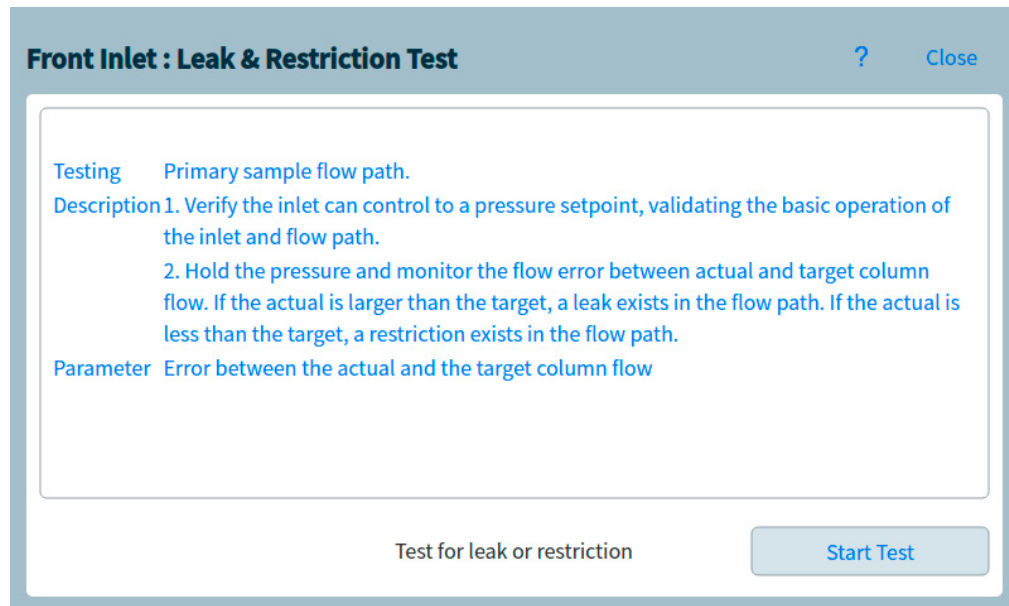 Front Inlet : Leak & Restriction Test ? Close
Testing Primary sample flow path.
Description 1. Verify the inlet can control to a pressure setpoint, validating the basic operation of
the inlet and flow path.
2. Hold the pressure and monitor the flow error between actual and target column
flow. If the actual is larger than the target, a leak exists in the flow path. If the actual is
less than the target, a restriction exists in the flow path.
Parameter Error between the actual and the target column flow
Test for leak or restriction Start Test